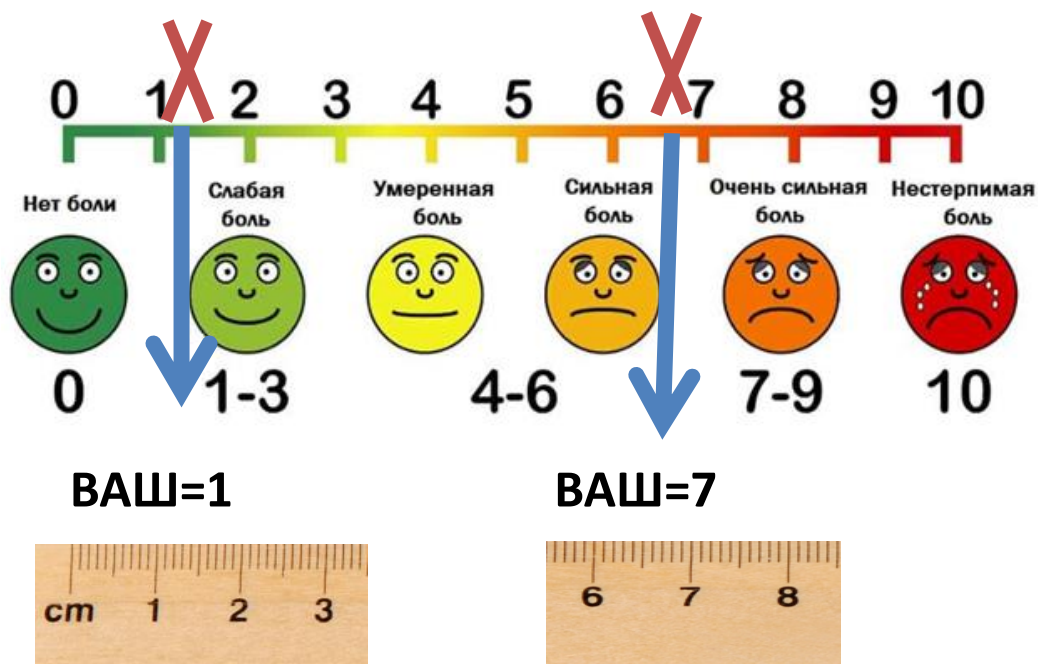 0 1 2 3 4 5 6 7 8 9 10
Нет боли
Слабая
боль
Умеренная
боль
Сильная
боль
Очень сильная
боль
Нестерпимая
боль
0 1-3 4-6 7-9 10
ВАШ=1 ВАШ=7
cm 1 2 3
6 7 8